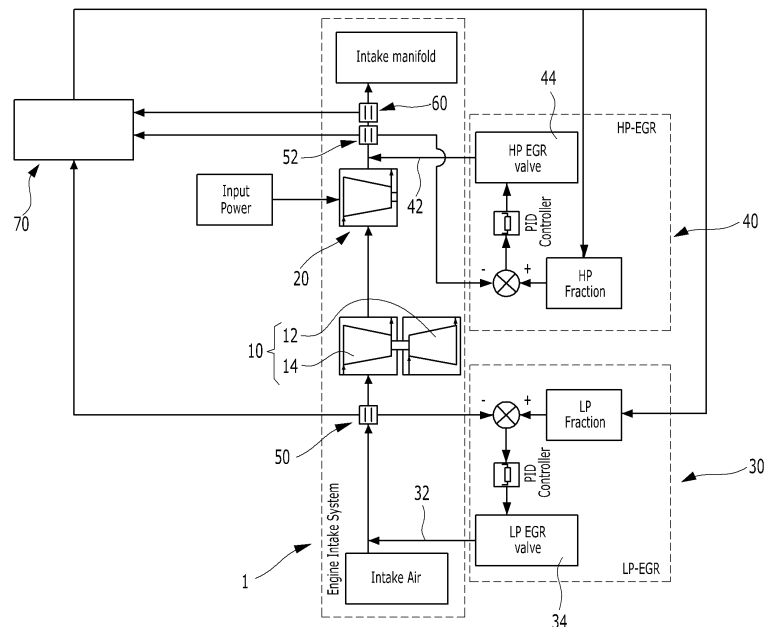 Intake manifold
60
44
HP-EGR
HP EGR
valve
52
70
Input
Power
42
PID
Controller
40
20
-
+
HP
Fraction
12
10
14
-
+
LP
Fraction
50
PID
Controller
30
Engine Intake System
32
LP EGR
valve
1
Intake Air
LP-EGR
34